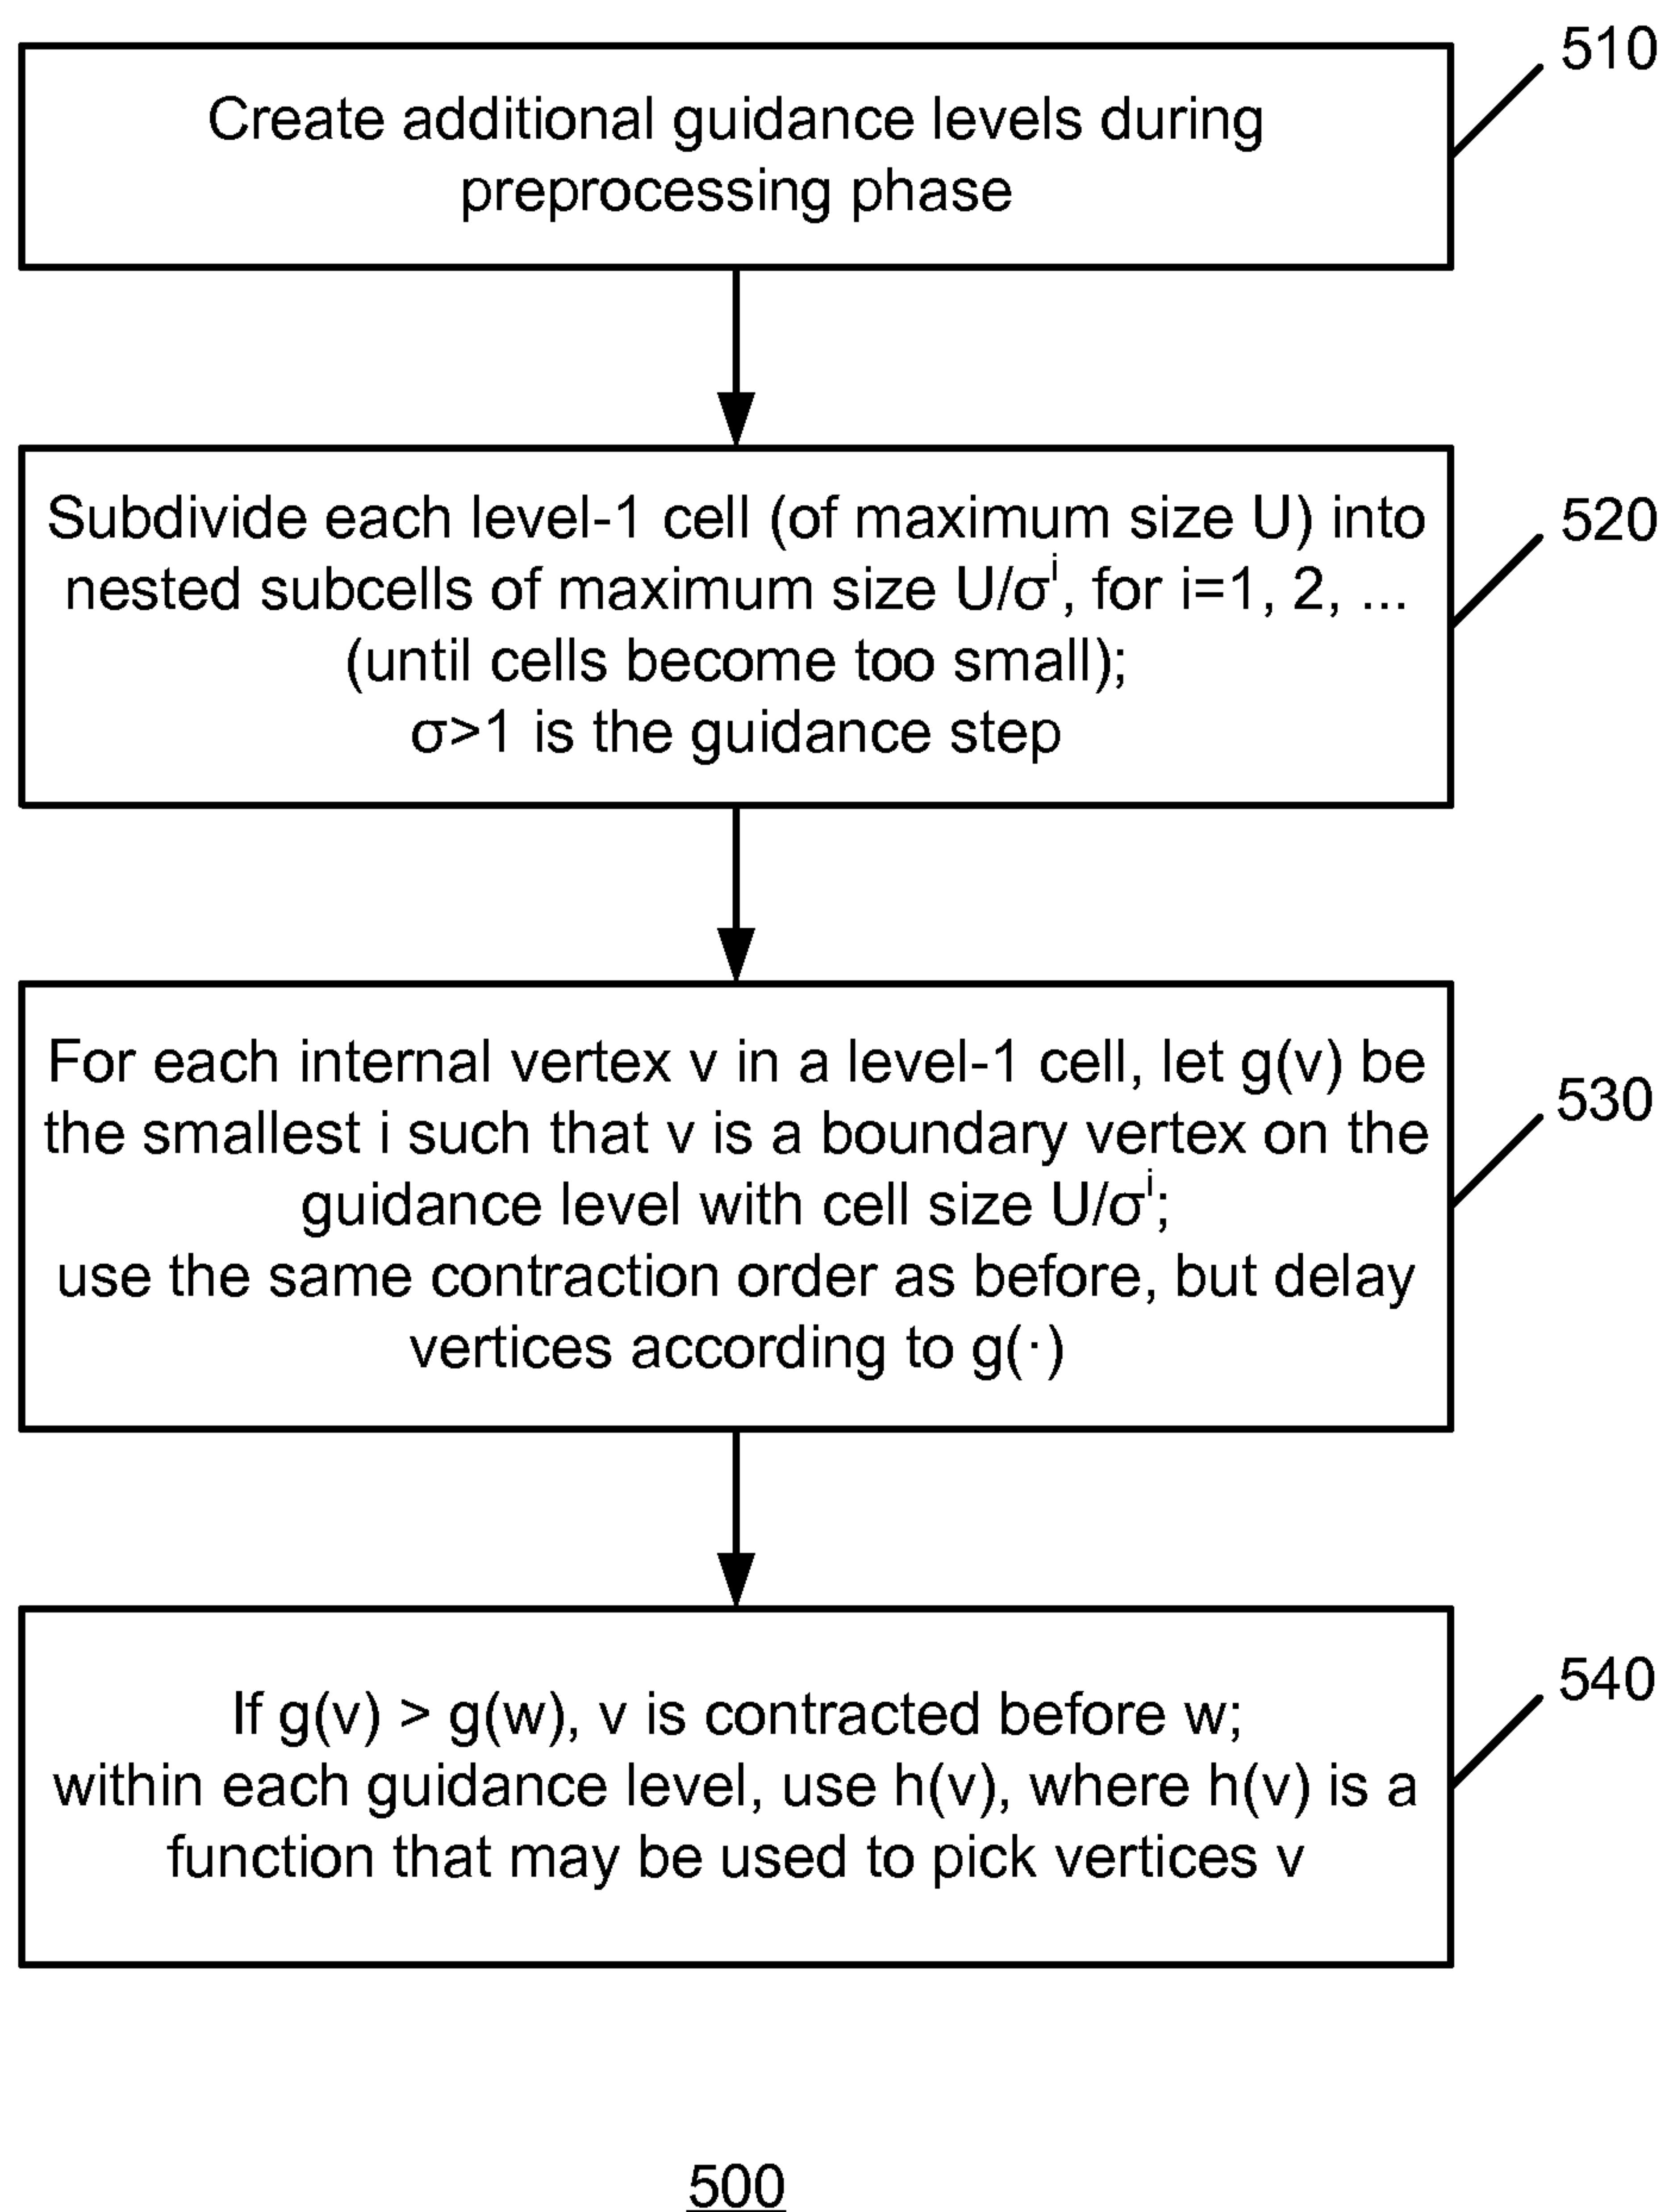 510
Create additional guidance levels during
preprocessing phase
520
Subdivide each level-1 cell (of maximum size U) into
nested subcells of maximum size U/σⁱ, for i=1, 2, ...
(until cells become too small);
σ>1 is the guidance step
530
For each internal vertex v in a level-1 cell, let g(v) be
the smallest i such that v is a boundary vertex on the
guidance level with cell size U/σⁱ;
use the same contraction order as before, but delay
vertices according to g(·)
540
If g(v) > g(w), v is contracted before w;
within each guidance level, use h(v), where h(v) is a
function that may be used to pick vertices v
500